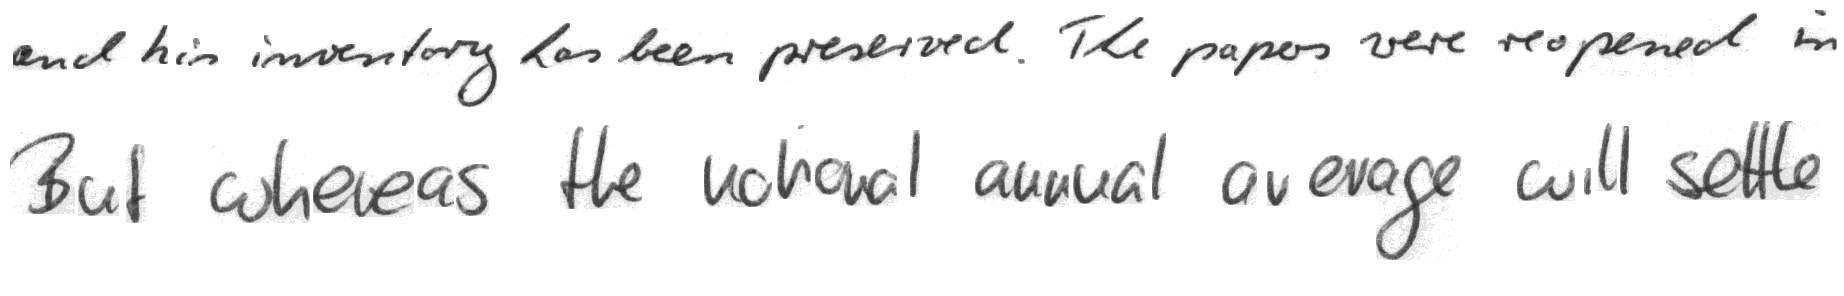 and his inventory has been preserved. The papers were reopened in
But whereas the national annual average will settle